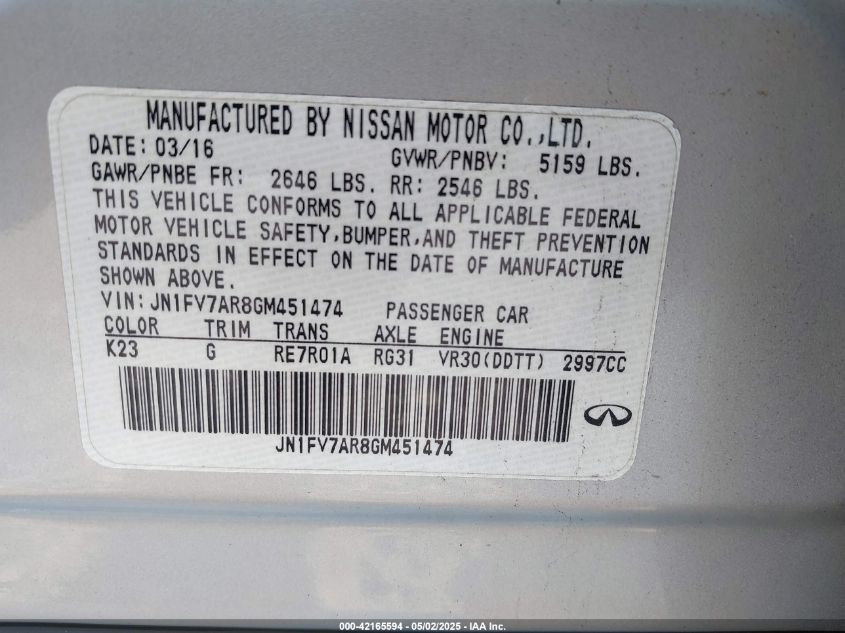 MANUFACTURED BY NISSAN MOTOR CO.,LTD.
DATE: 03/16 GVWR/PNBV: 5159 LBS.
GAWR/PNBE FR: 2646 LBS. RR: 2546 LBS.
THIS VEHICLE CONFORMS TO ALL APPLICABLE FEDERAL
MOTOR VEHICLE SAFETY,BUMPER,AND THEFT PREVENTION
STANDARDS IN EFFECT ON THE DATE OF MANUFACTURE
SHOWN ABOVE.
VIN: JN1FV7AR8GM451474 PASSENGER CAR
COLOR TRIM TRANS AXLE ENGINE
K23 G RE7R01A RG31 VR30(DDTT) 2997CC
JN1FV7AR8GM451474
000-42165594 - 05/02/2025 - IAA Inc.